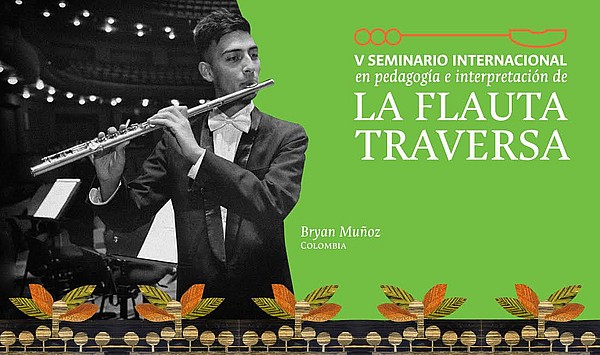 V SEMINARIO INTERNACIONAL
en pedagogía e interpretación de
LA FLAUTA
TRAVERSA
Bryan Muñoz
COLOMBIA